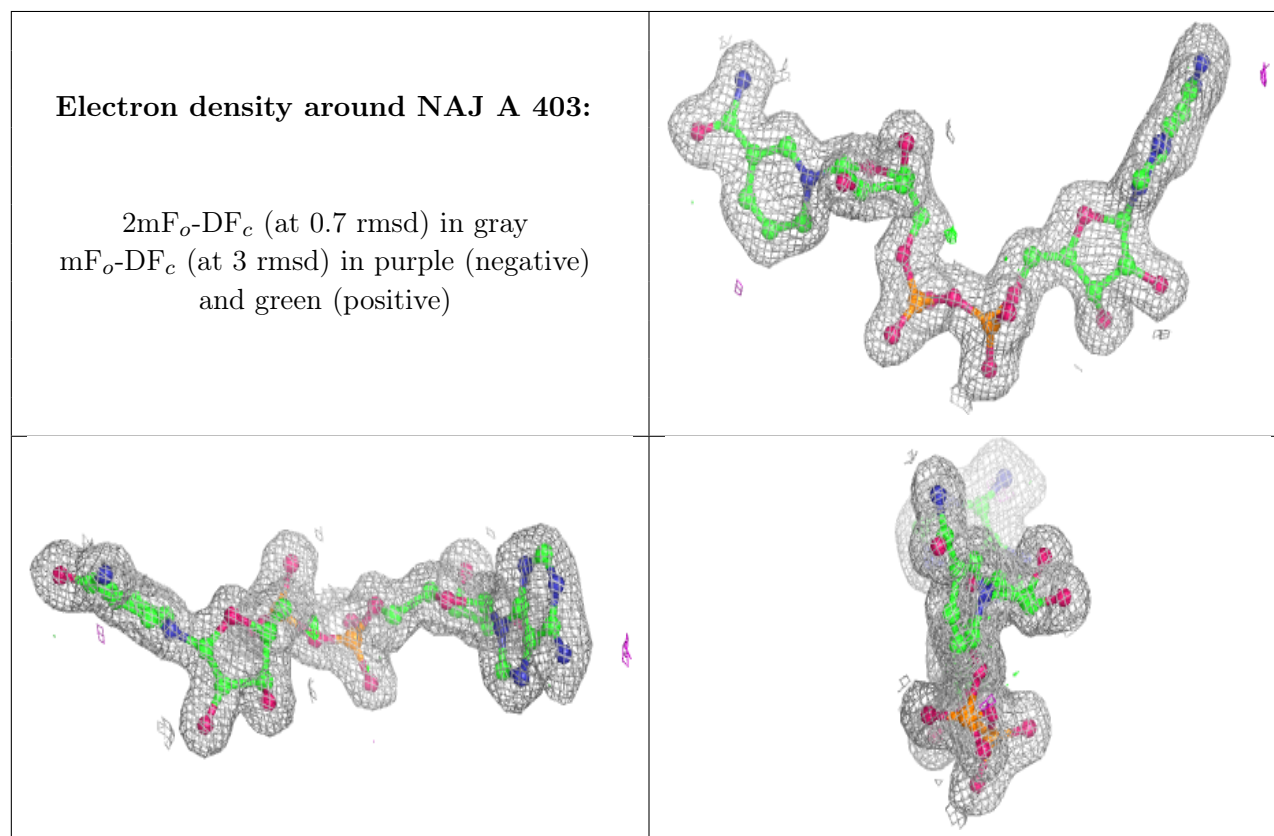 Electron density around NAJ A 403:
2mFₒ-DF𝒸 (at 0.7 rmsd) in gray
mFₒ-DF𝒸 (at 3 rmsd) in purple (negative)
and green (positive)